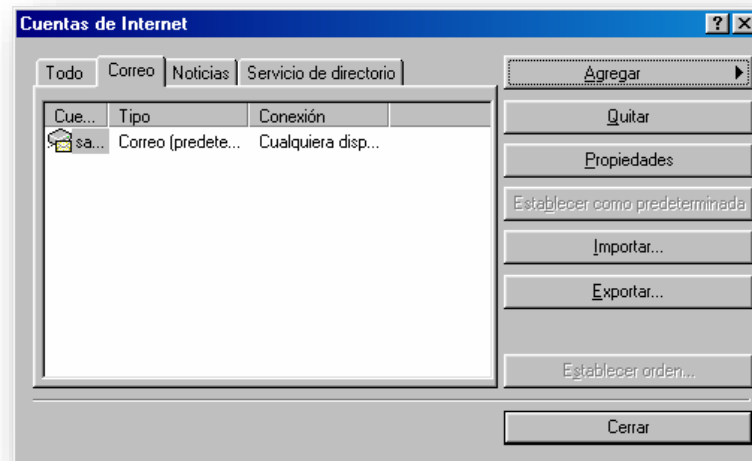 Cuentas de Internet
Todo Correo Noticias Servicio de directorio
Cue... Tipo Conexión
sa... Correo (predete... Cualquiera disp...
Agregar
Quitar
Propiedades
Establecer como predeterminada
Importar...
Exportar...
Establecer orden...
Cerrar